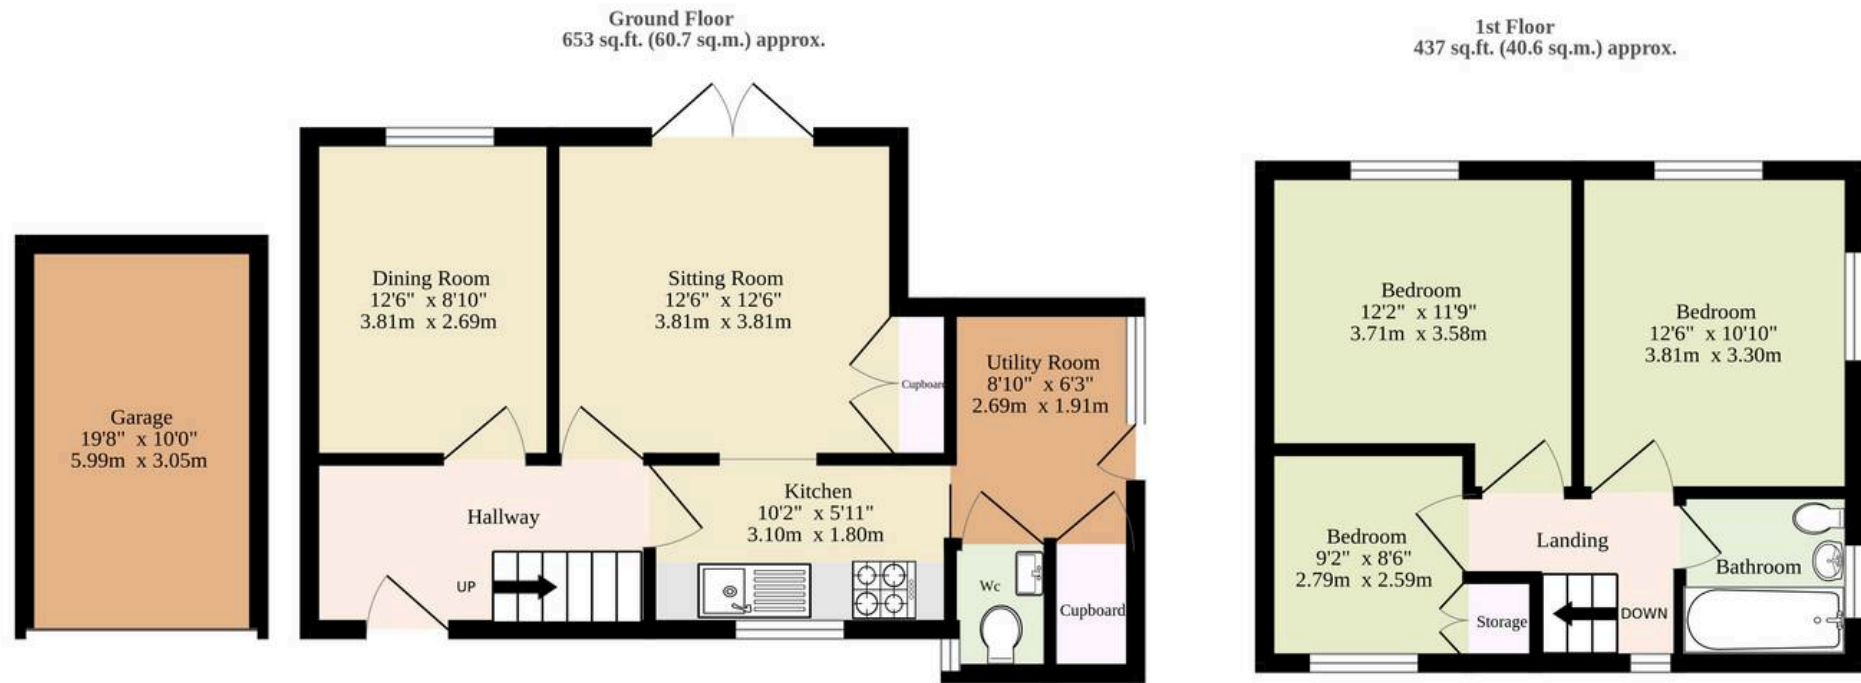 Ground Floor
653 sq.ft. (60.7 sq.m.) approx.
1st Floor
437 sq.ft. (40.6 sq.m.) approx.
Garage
19'8" x 10'0"
5.99m x 3.05m
Dining Room
12'6" x 8'10"
3.81m x 2.69m
Sitting Room
12'6" x 12'6"
3.81m x 3.81m
Cupboard
Utility Room
8'10" x 6'3"
2.69m x 1.91m
Hallway
UP
Kitchen
10'2" x 5'11"
3.10m x 1.80m
Wc
Cupboard
Bedroom
12'2" x 11'9"
3.71m x 3.58m
Bedroom
12'6" x 10'10"
3.81m x 3.30m
Bedroom
9'2" x 8'6"
2.79m x 2.59m
Landing
Bathroom
Storage
DOWN